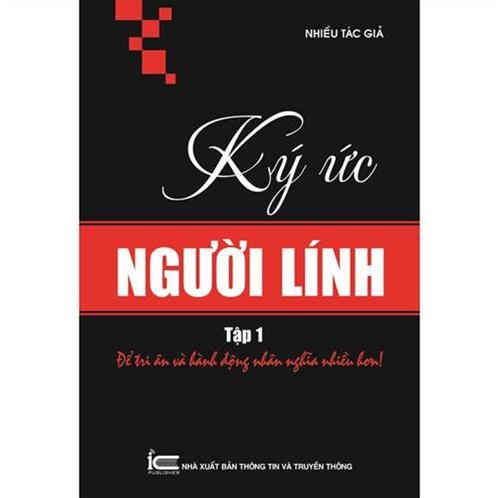 NHIỀU TÁC GIẢ
Ký ức
NGƯỜI LÍNH
Tập 1
Để tri ân và hành động nhân nghĩa nhiều hơn!
ic
PUBLISHER
NHÀ XUẤT BẢN THÔNG TIN VÀ TRUYỀN THÔNG